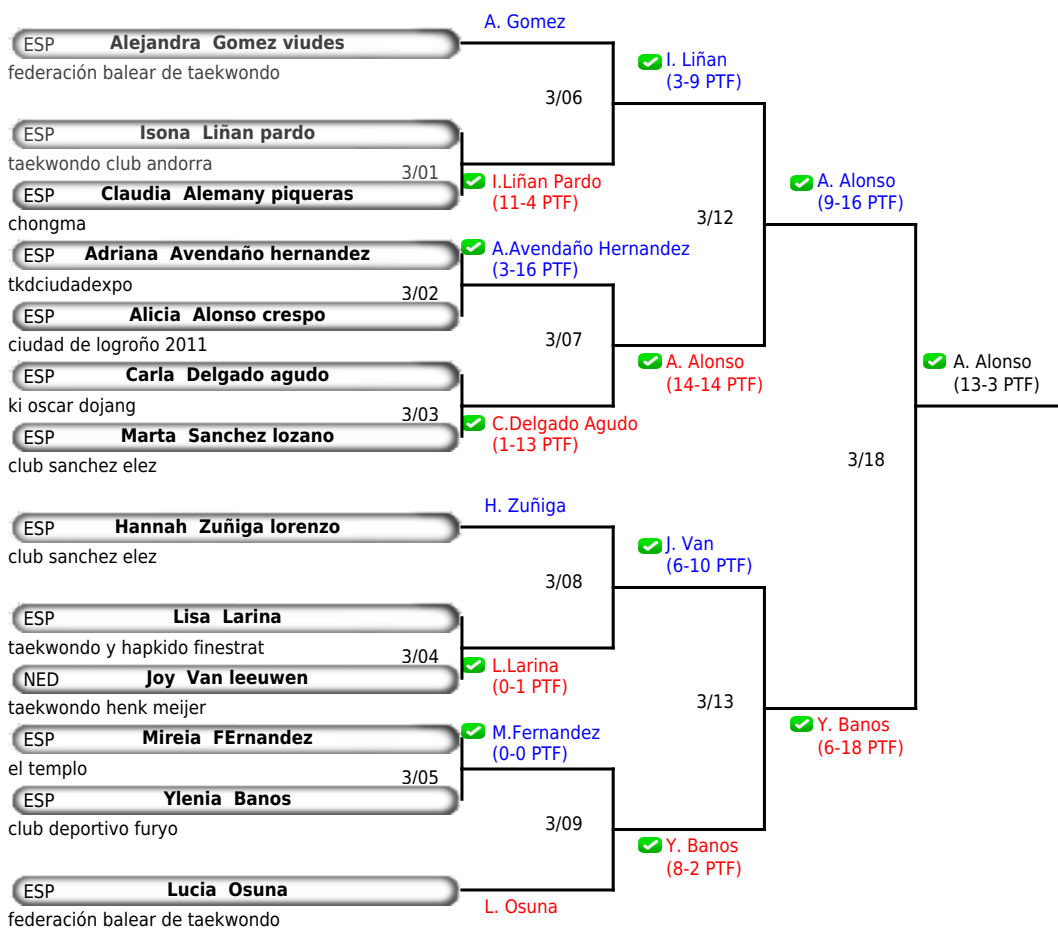 A. Gomez
ESP Alejandra Gomez viudes
federación balear de taekwondo
I. Liñan
(3-9 PTF)
3/06
ESP Isona Liñan pardo
taekwondo club andorra
3/01
I.Liñan Pardo
(11-4 PTF)
ESP Claudia Alemany piqueras
chongma
A. Alonso
(9-16 PTF)
3/12
ESP Adriana Avendaño hernandez
tkdciudadexpo
A.Avendaño Hernandez
(3-16 PTF)
3/02
ESP Alicia Alonso crespo
ciudad de logroño 2011
3/07
A. Alonso
(14-14 PTF)
A. Alonso
(13-3 PTF)
ESP Carla Delgado agudo
ki oscar dojang
3/03
C.Delgado Agudo
(1-13 PTF)
ESP Marta Sanchez lozano
club sanchez elez
3/18
H. Zuñiga
ESP Hannah Zuñiga lorenzo
club sanchez elez
J. Van
(6-10 PTF)
3/08
ESP Lisa Larina
taekwondo y hapkido finestrat
3/04
L.Larina
(0-1 PTF)
NED Joy Van leeuwen
taekwondo henk meijer
3/13
Y. Banos
(6-18 PTF)
ESP Mireia FErnandez
el templo
M.Fernandez
(0-0 PTF)
3/05
ESP Ylenia Banos
club deportivo furyo
3/09
Y. Banos
(8-2 PTF)
ESP Lucia Osuna
federación balear de taekwondo
L. Osuna